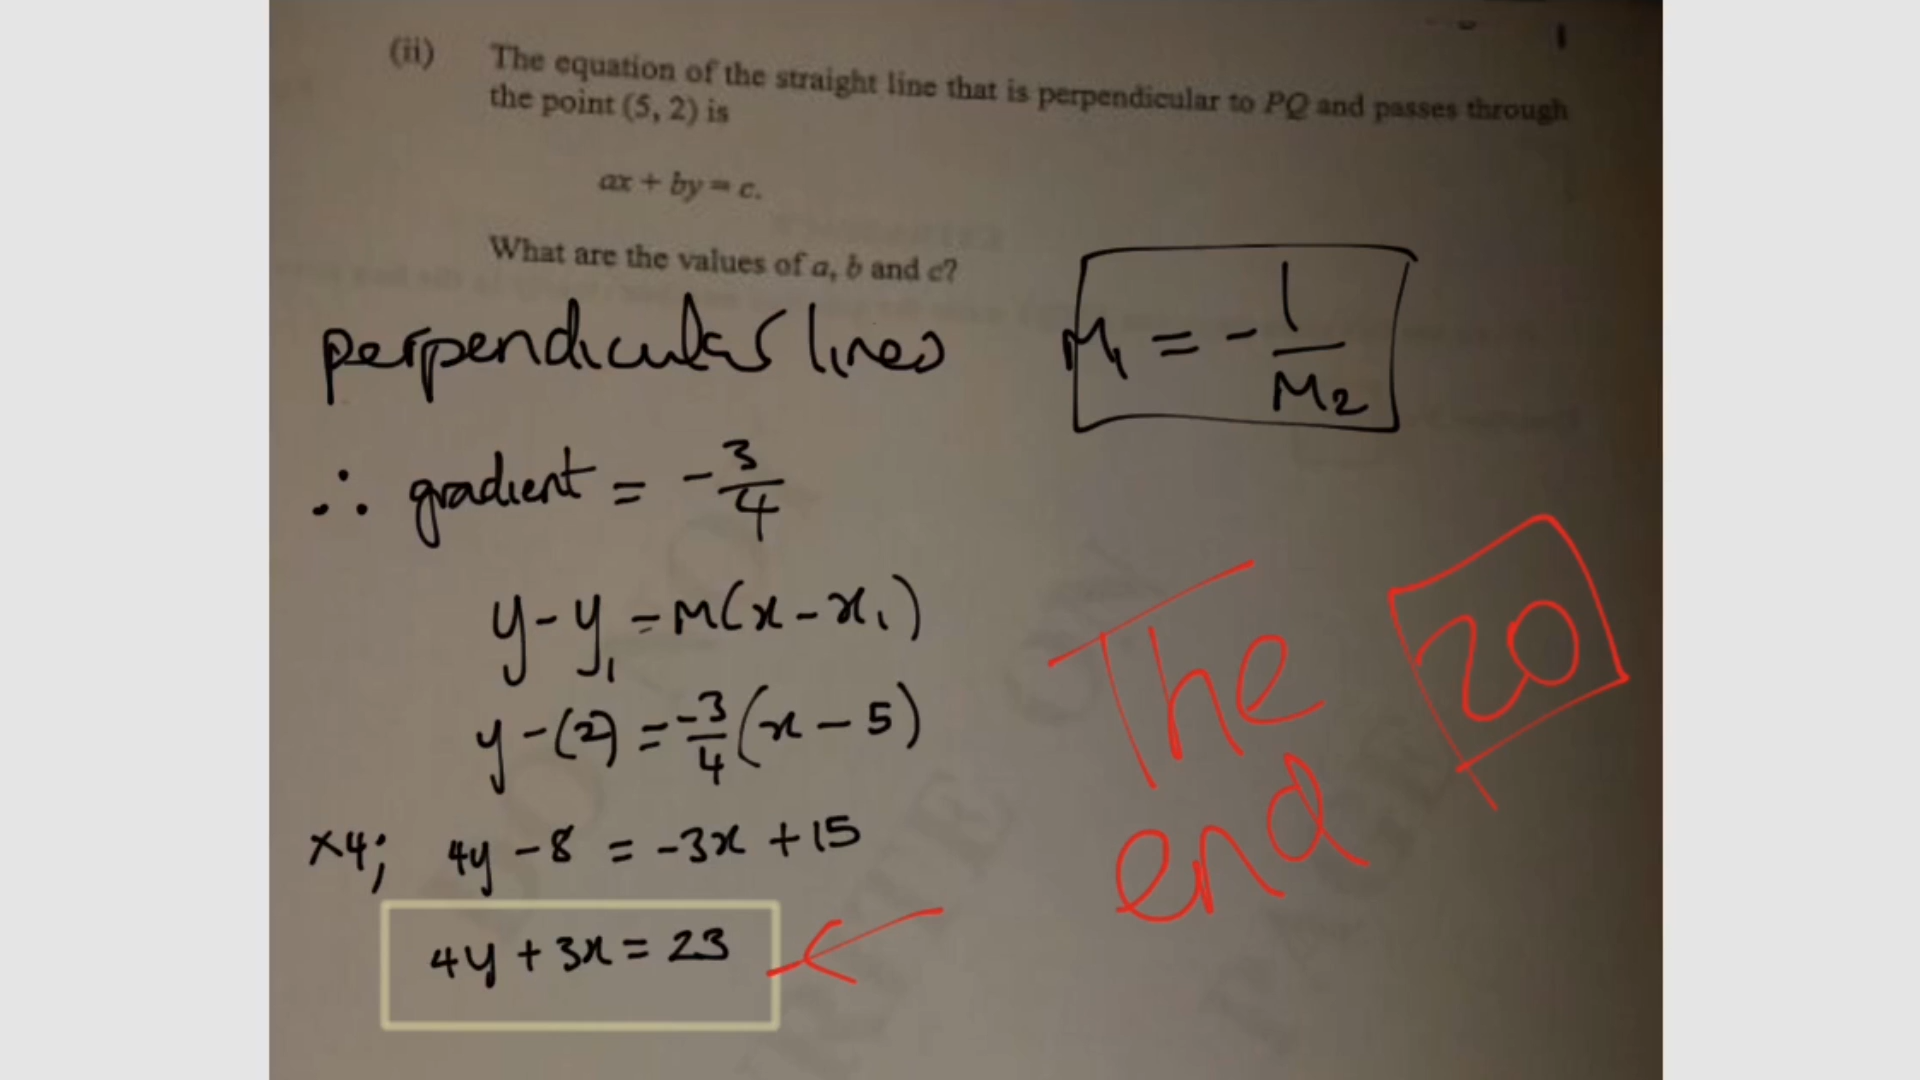 (ii) The equation of the straight line that is perpendicular to PQ and passes through
the point (5, 2) is
ax + by = c.
What are the values of a, b and c?
perpendicular lines
M₁ = -1/M₂
∴ gradient = -3/4
y - y₁ = M(x - x₁)
y - (2) = -3/4 (x - 5)
×4; 4y - 8 = -3x + 15
4y + 3x = 23
The
end
20